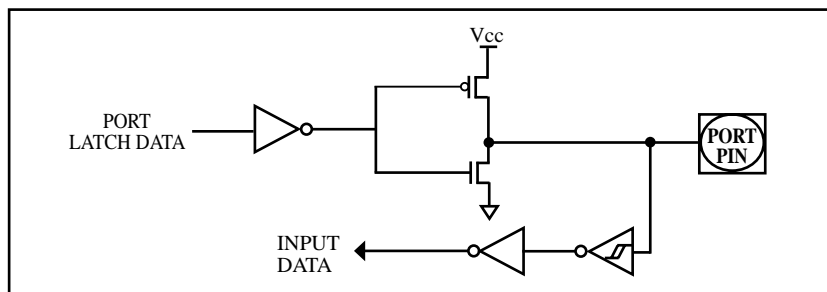 Vcc
PORT
LATCH DATA
PORT
PIN
INPUT
DATA